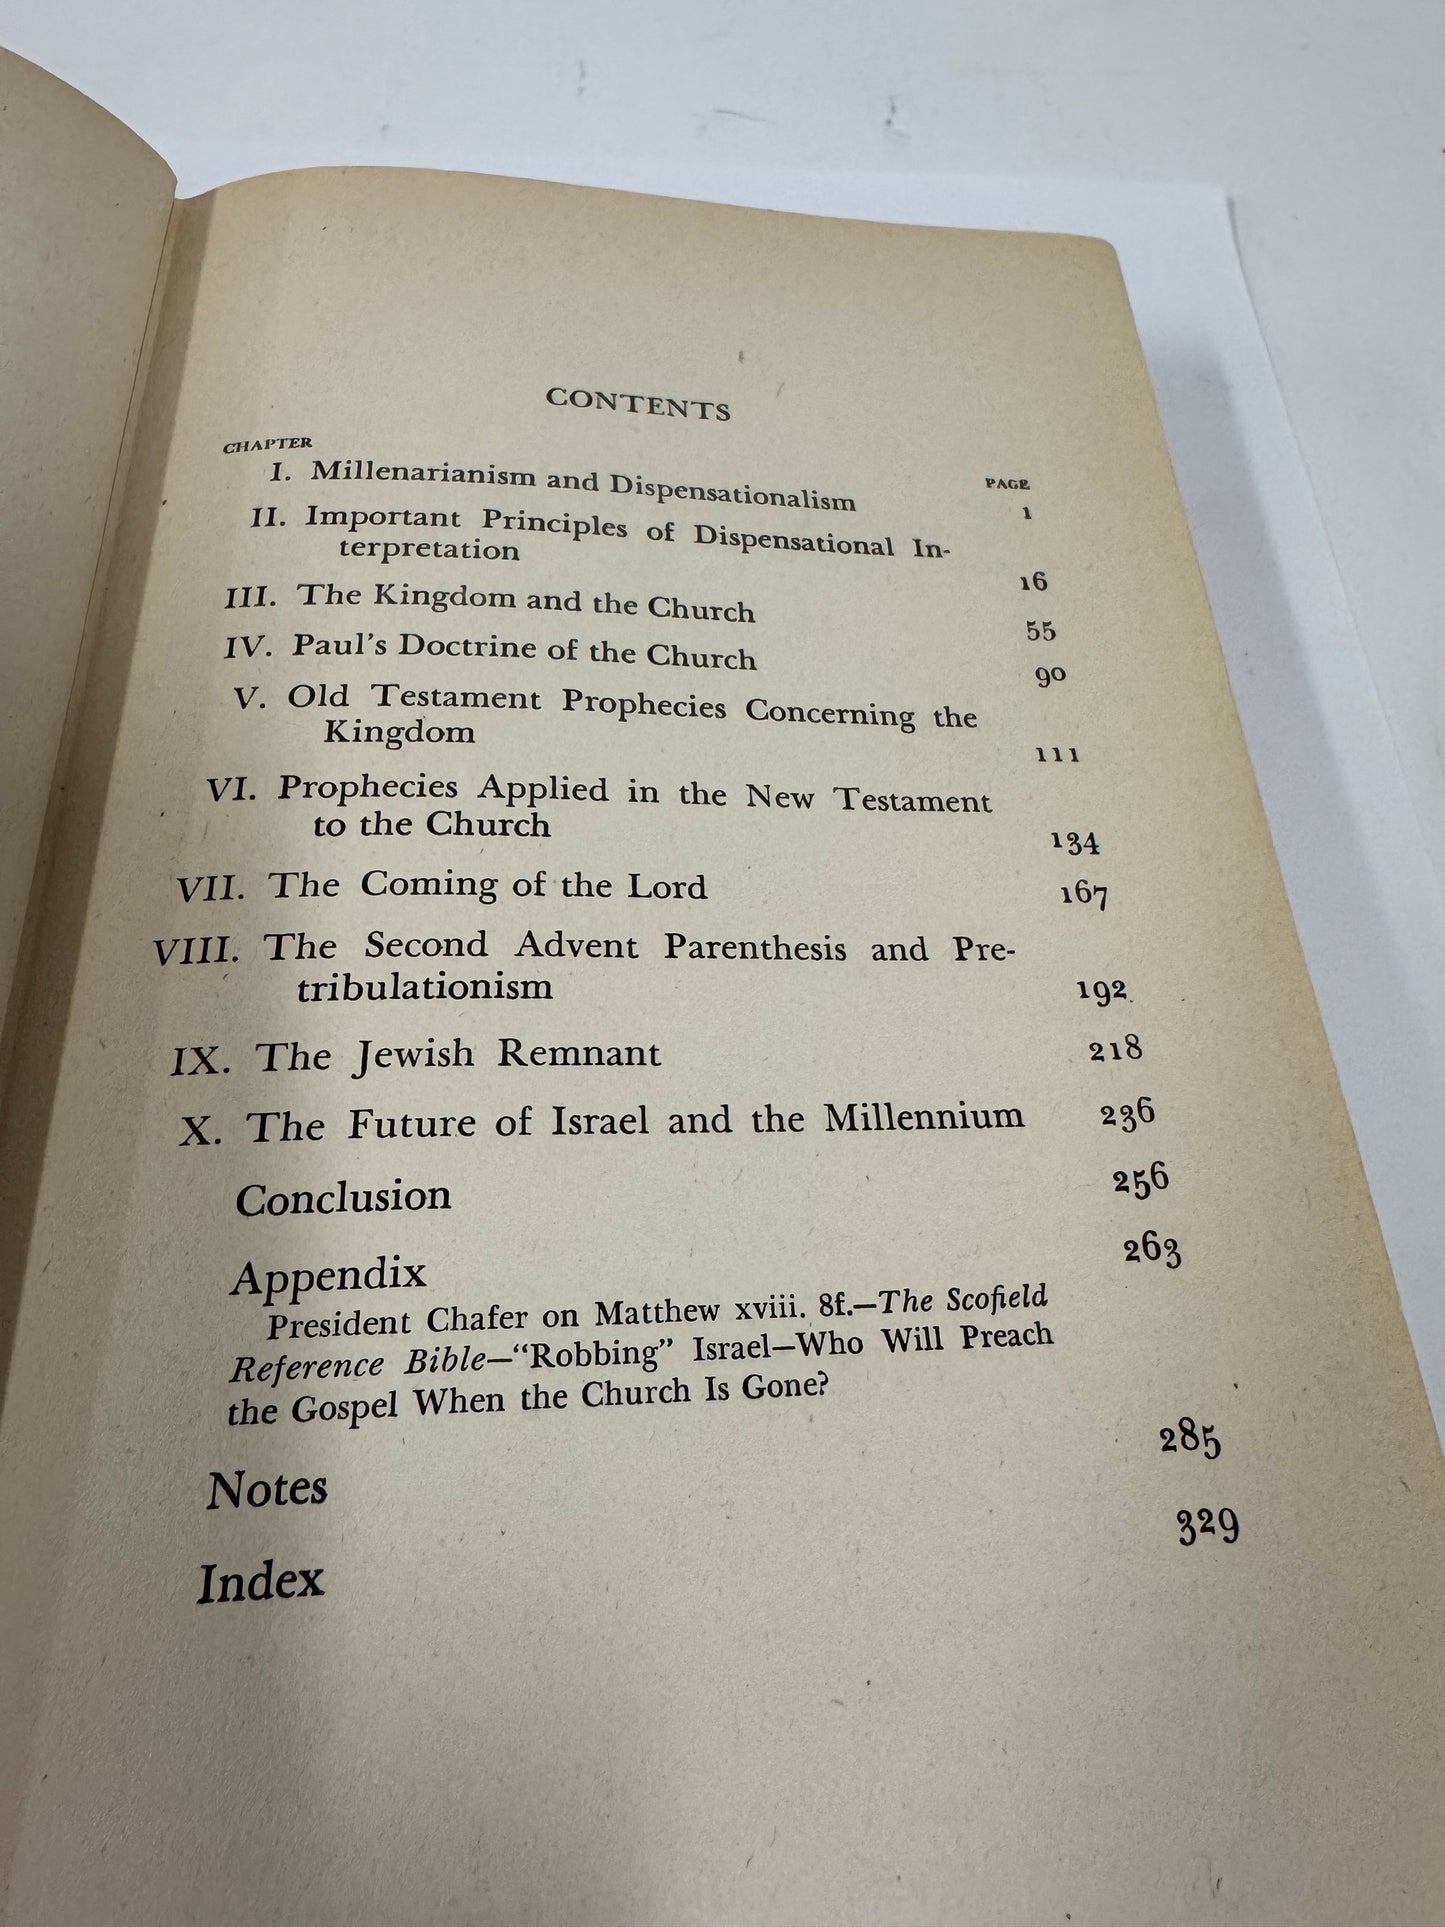 CONTENTS
CHAPTER PAGE
I. Millenarianism and Dispensationalism 1
II. Important Principles of Dispensational In-
terpretation 16
III. The Kingdom and the Church 55
IV. Paul's Doctrine of the Church 90
V. Old Testament Prophecies Concerning the
Kingdom 111
VI. Prophecies Applied in the New Testament
to the Church 134
VII. The Coming of the Lord 167
VIII. The Second Advent Parenthesis and Pre-
tribulationism 192
IX. The Jewish Remnant 218
X. The Future of Israel and the Millennium 236
Conclusion 256
Appendix 263
President Chafer on Matthew xviii. 8f.—The Scofield
Reference Bible—"Robbing" Israel—Who Will Preach
the Gospel When the Church Is Gone?
Notes 285
Index 329